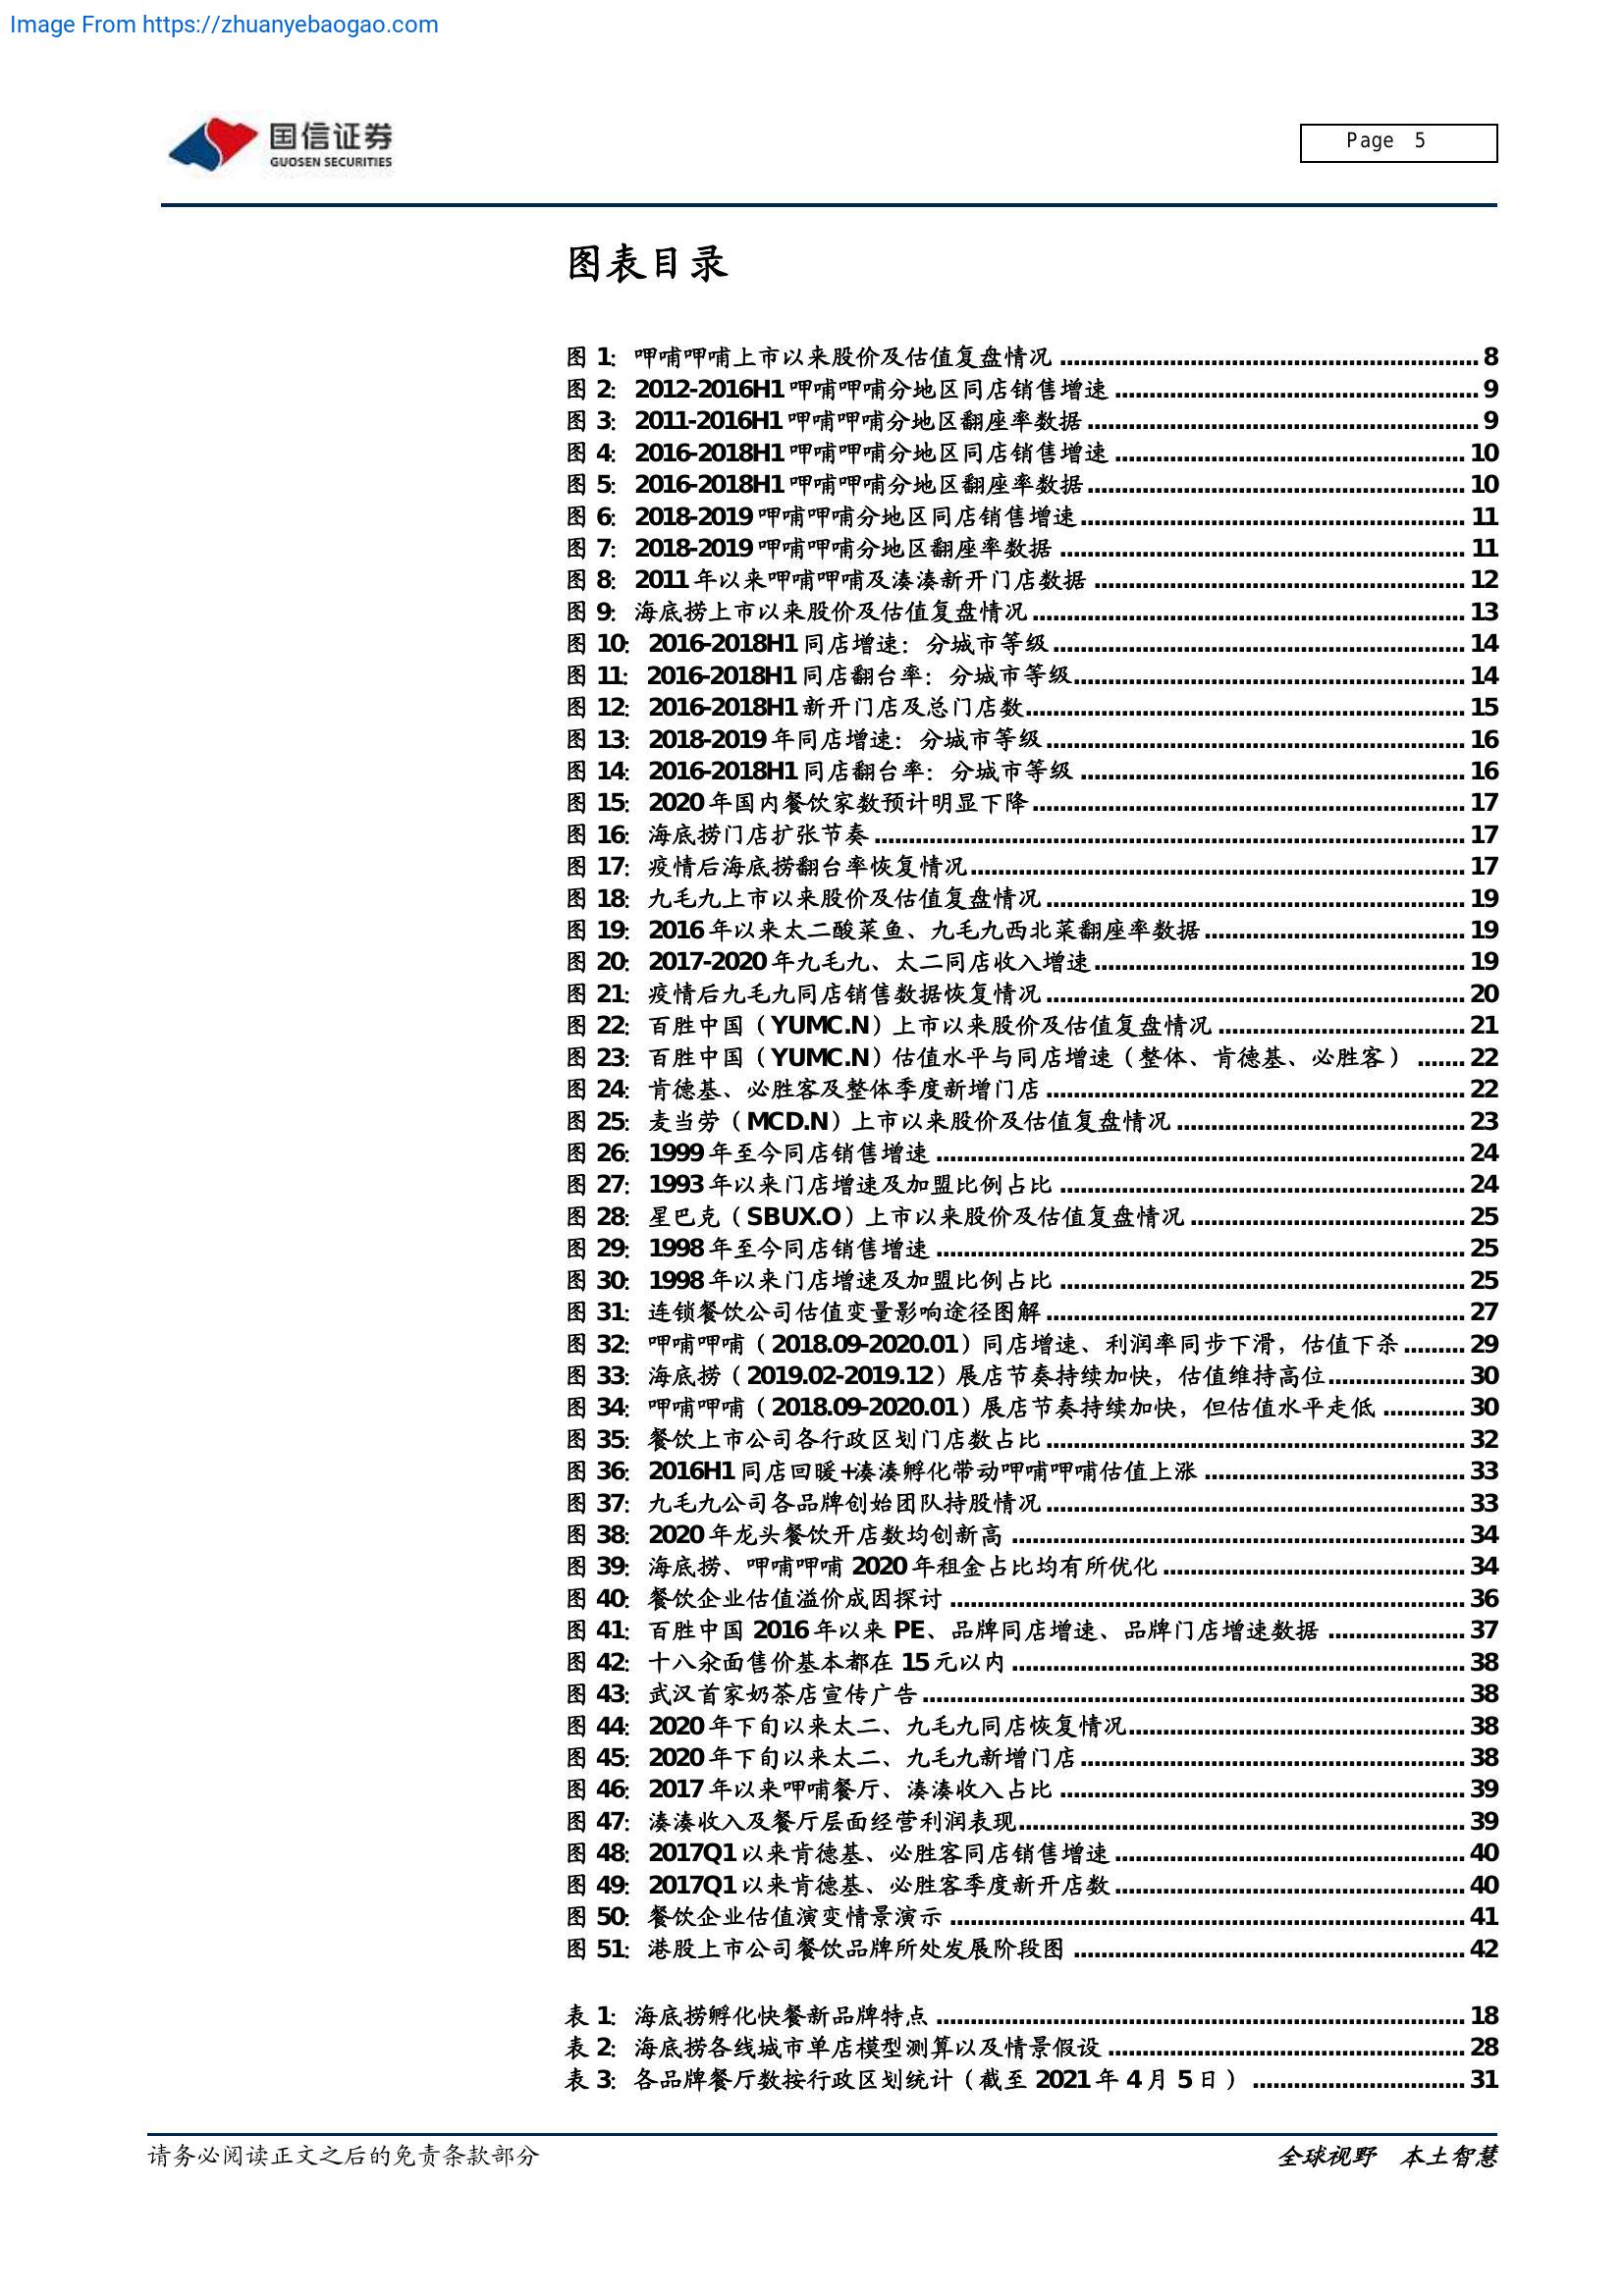 Image From https://zhuanyebaogao.com
国信证券
GUOSEN SECURITIES
Page 5
图表目录
图 1: 呷哺呷哺上市以来股价及估值复盘情况 ........ 8
图 2: 2012-2016H1 呷哺呷哺分地区同店销售增速 ........ 9
图 3: 2011-2016H1 呷哺呷哺分地区翻座率数据 ........ 9
图 4: 2016-2018H1 呷哺呷哺分地区同店销售增速 ........ 10
图 5: 2016-2018H1 呷哺呷哺分地区翻座率数据 ........ 10
图 6: 2018-2019 呷哺呷哺分地区同店销售增速 ........ 11
图 7: 2018-2019 呷哺呷哺分地区翻座率数据 ........ 11
图 8: 2011 年以来呷哺呷哺及湊湊新开门店数据 ........ 12
图 9: 海底捞上市以来股价及估值复盘情况 ........ 13
图 10: 2016-2018H1 同店增速：分城市等级 ........ 14
图 11: 2016-2018H1 同店翻台率：分城市等级 ........ 14
图 12: 2016-2018H1 新开门店及总门店数 ........ 15
图 13: 2018-2019 年同店增速：分城市等级 ........ 16
图 14: 2016-2018H1 同店翻台率：分城市等级 ........ 16
图 15: 2020 年国内餐饮家数预计明显下降 ........ 17
图 16: 海底捞门店扩张节奏 ........ 17
图 17: 疫情后海底捞翻台率恢复情况 ........ 17
图 18: 九毛九上市以来股价及估值复盘情况 ........ 19
图 19: 2016 年以来太二酸菜鱼、九毛九西北菜翻座率数据 ........ 19
图 20: 2017-2020 年九毛九、太二同店收入增速 ........ 19
图 21: 疫情后九毛九同店销售数据恢复情况 ........ 20
图 22: 百胜中国（YUMC.N）上市以来股价及估值复盘情况 ........ 21
图 23: 百胜中国（YUMC.N）估值水平与同店增速（整体、肯德基、必胜客） ........ 22
图 24: 肯德基、必胜客及整体季度新增门店 ........ 22
图 25: 麦当劳（MCD.N）上市以来股价及估值复盘情况 ........ 23
图 26: 1999 年至今同店销售增速 ........ 24
图 27: 1993 年以来门店增速及加盟比例占比 ........ 24
图 28: 星巴克（SBUX.O）上市以来股价及估值复盘情况 ........ 25
图 29: 1998 年至今同店销售增速 ........ 25
图 30: 1998 年以来门店增速及加盟比例占比 ........ 25
图 31: 连锁餐饮公司估值变量影响途径图解 ........ 27
图 32: 呷哺呷哺（2018.09-2020.01）同店增速、利润率同步下滑，估值下杀 ........ 29
图 33: 海底捞（2019.02-2019.12）展店节奏持续加快，估值维持高位 ........ 30
图 34: 呷哺呷哺（2018.09-2020.01）展店节奏持续加快，但估值水平走低 ........ 30
图 35: 餐饮上市公司各行政区划门店数占比 ........ 32
图 36: 2016H1 同店回暖+湊湊孵化带动呷哺呷哺估值上涨 ........ 33
图 37: 九毛九公司各品牌创始团队持股情况 ........ 33
图 38: 2020 年龙头餐饮开店数均创新高 ........ 34
图 39: 海底捞、呷哺呷哺 2020 年租金占比均有所优化 ........ 34
图 40: 餐饮企业估值溢价成因探讨 ........ 36
图 41: 百胜中国 2016 年以来 PE、品牌同店增速、品牌门店增速数据 ........ 37
图 42: 十八汆面售价基本都在 15 元以内 ........ 38
图 43: 武汉首家奶茶店宣传广告 ........ 38
图 44: 2020 年下旬以来太二、九毛九同店恢复情况 ........ 38
图 45: 2020 年下旬以来太二、九毛九新增门店 ........ 38
图 46: 2017 年以来呷哺餐厅、湊湊收入占比 ........ 39
图 47: 湊湊收入及餐厅层面经营利润表现 ........ 39
图 48: 2017Q1 以来肯德基、必胜客同店销售增速 ........ 40
图 49: 2017Q1 以来肯德基、必胜客季度新开店数 ........ 40
图 50: 餐饮企业估值演变情景演示 ........ 41
图 51: 港股上市公司餐饮品牌所处发展阶段图 ........ 42
表 1: 海底捞孵化快餐新品牌特点 ........ 18
表 2: 海底捞各线城市单店模型测算以及情景假设 ........ 28
表 3: 各品牌餐厅数按行政区划统计（截至 2021 年 4 月 5 日） ........ 31
请务必阅读正文之后的免责条款部分
全球视野 本土智慧